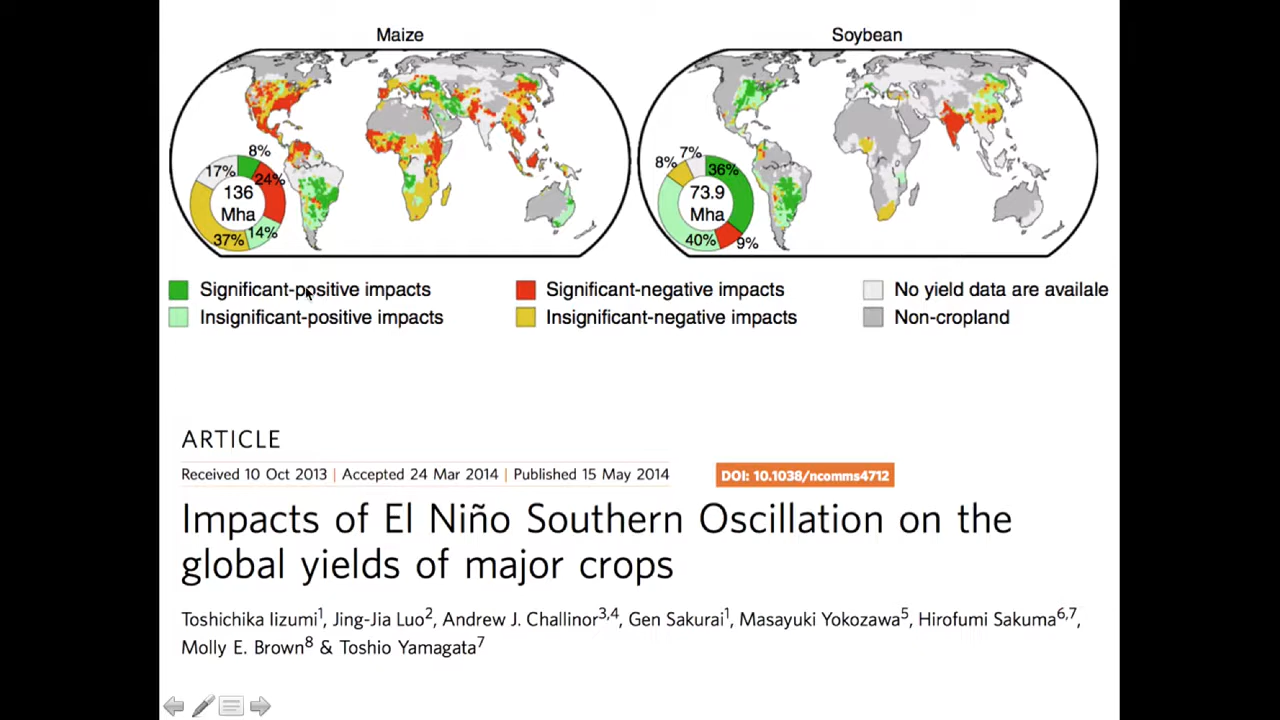 Maize
Soybean
8%
17%
24%
136
Mha
14%
37%
7%
8%
36%
73.9
Mha
40%
9%
Significant-positive impacts
Significant-negative impacts
No yield data are availale
Insignificant-positive impacts
Insignificant-negative impacts
Non-cropland
ARTICLE
Received 10 Oct 2013 | Accepted 24 Mar 2014 | Published 15 May 2014
DOI: 10.1038/ncomms4712
Impacts of El Niño Southern Oscillation on the
global yields of major crops
Toshichika Iizumi1, Jing-Jia Luo2, Andrew J. Challinor3,4, Gen Sakurai1, Masayuki Yokozawa5, Hirofumi Sakuma6,7,
Molly E. Brown8 & Toshio Yamagata7